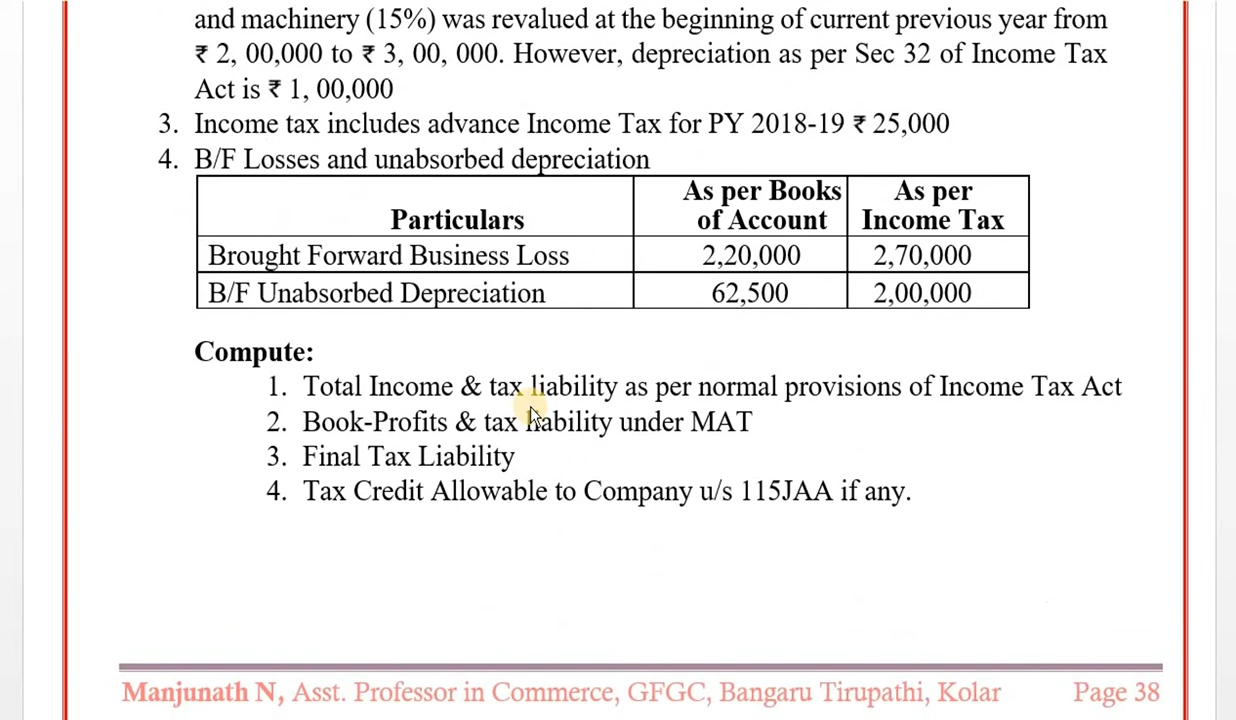 and machinery (15%) was revalued at the beginning of current previous year from
₹ 2, 00,000 to ₹ 3, 00, 000. However, depreciation as per Sec 32 of Income Tax
Act is ₹ 1, 00,000
3. Income tax includes advance Income Tax for PY 2018-19 ₹ 25,000
4. B/F Losses and unabsorbed depreciation
Particulars As per Books of Account As per Income Tax
Brought Forward Business Loss 2,20,000 2,70,000
B/F Unabsorbed Depreciation 62,500 2,00,000
Compute:
1. Total Income & tax liability as per normal provisions of Income Tax Act
2. Book-Profits & tax liability under MAT
3. Final Tax Liability
4. Tax Credit Allowable to Company u/s 115JAA if any.
Manjunath N, Asst. Professor in Commerce, GFGC, Bangaru Tirupathi, Kolar Page 38